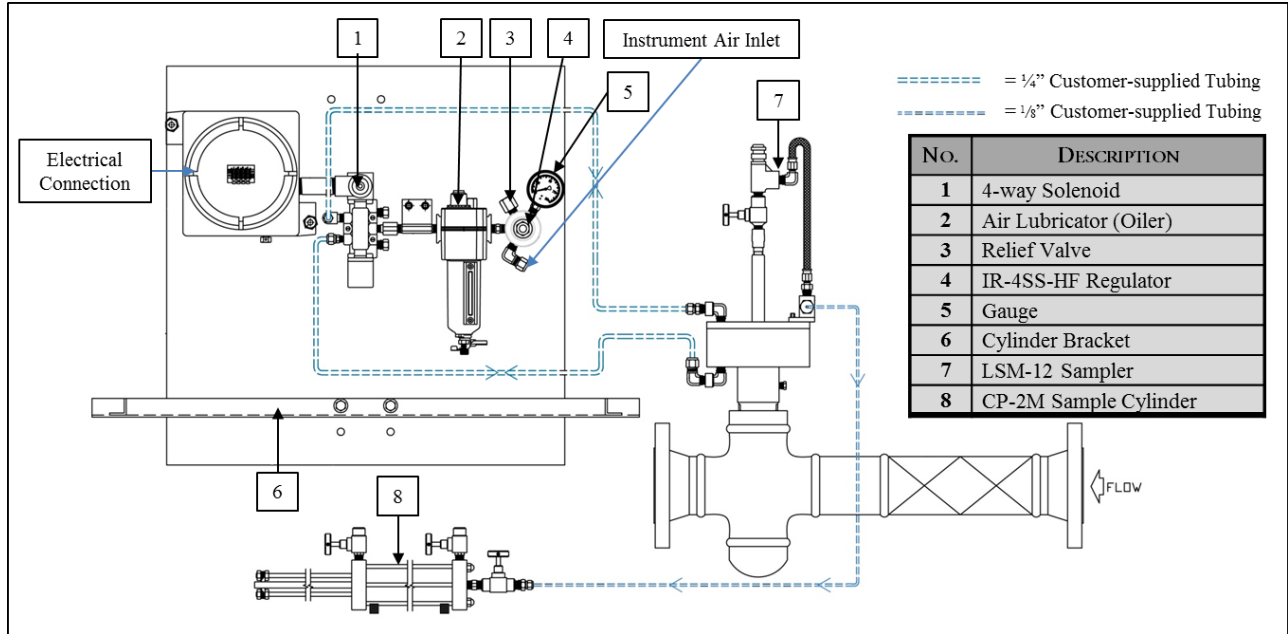 1
2
3
4
Instrument Air Inlet
5
7
= ¼” Customer-supplied Tubing
= ⅛” Customer-supplied Tubing
Electrical
Connection
No. Description
1 4-way Solenoid
2 Air Lubricator (Oiler)
3 Relief Valve
4 IR-4SS-HF Regulator
5 Gauge
6 Cylinder Bracket
7 LSM-12 Sampler
8 CP-2M Sample Cylinder
6
8
FLOW